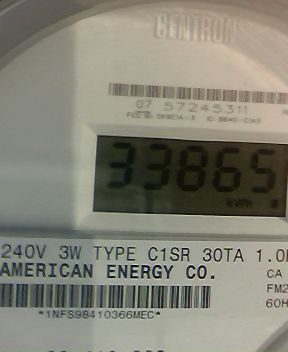 CENTRON
07 57245311
33865
kWh
240V 3W TYPE C1SR 30TA 1.0
AMERICAN ENERGY CO.
CA
FM2
60H
*1NFS98410366MEC*